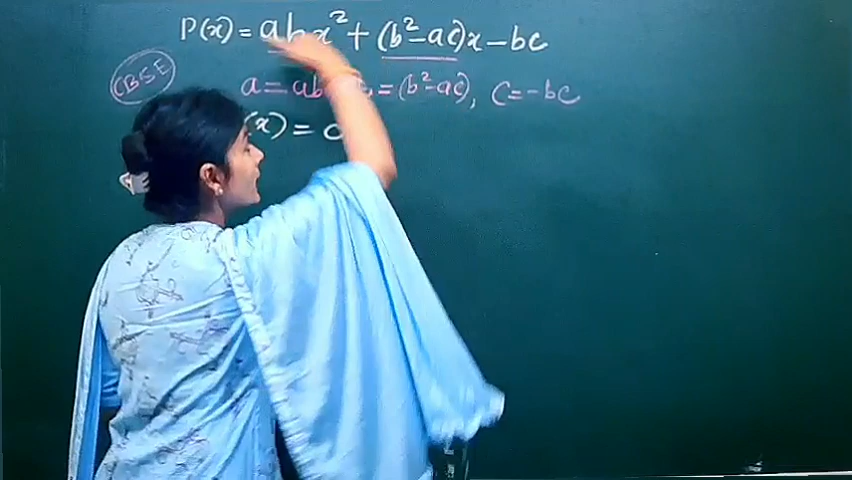 P(x) = abx² + (b²-ac)x - bc
CBSE
a = ab = (b²-ac), c = -bc
(x) =